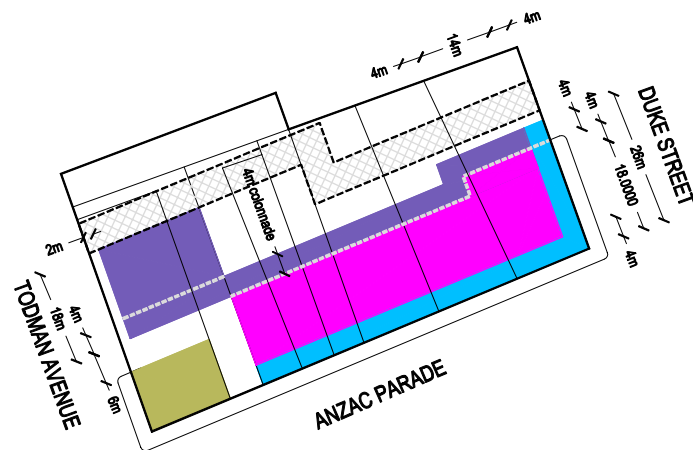 4m
14m
4m
4m
4m
26m
18.0000
4m
DUKE STREET
4m colonnade
2m
TODMAN AVENUE
18m
4m
6m
ANZAC PARADE